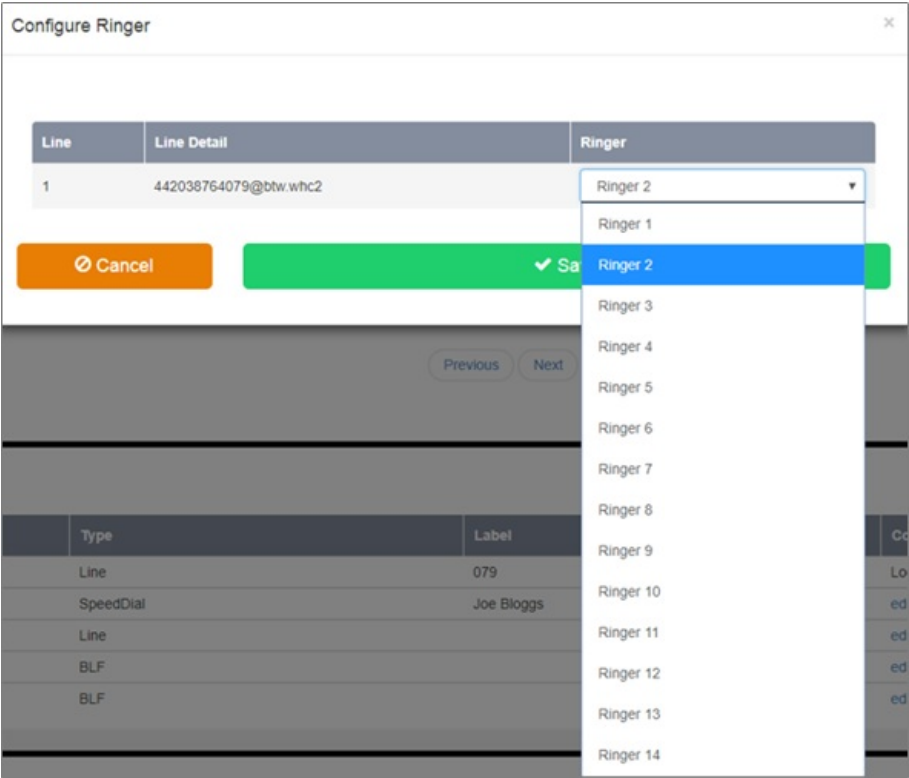 Configure Ringer ×
Line Line Detail Ringer
1 442038764079@btw.whc2 Ringer 2
Ringer 1
Cancel Sa Ringer 2
Ringer 3
Ringer 4
Previous Next
Ringer 5
Ringer 6
Ringer 7
Ringer 8
Type Label Co
Ringer 9
Line 079 Lo
Ringer 10
SpeedDial Joe Bloggs ed
Ringer 11
Line ed
Ringer 12
BLF ed
Ringer 13
BLF ed
Ringer 14